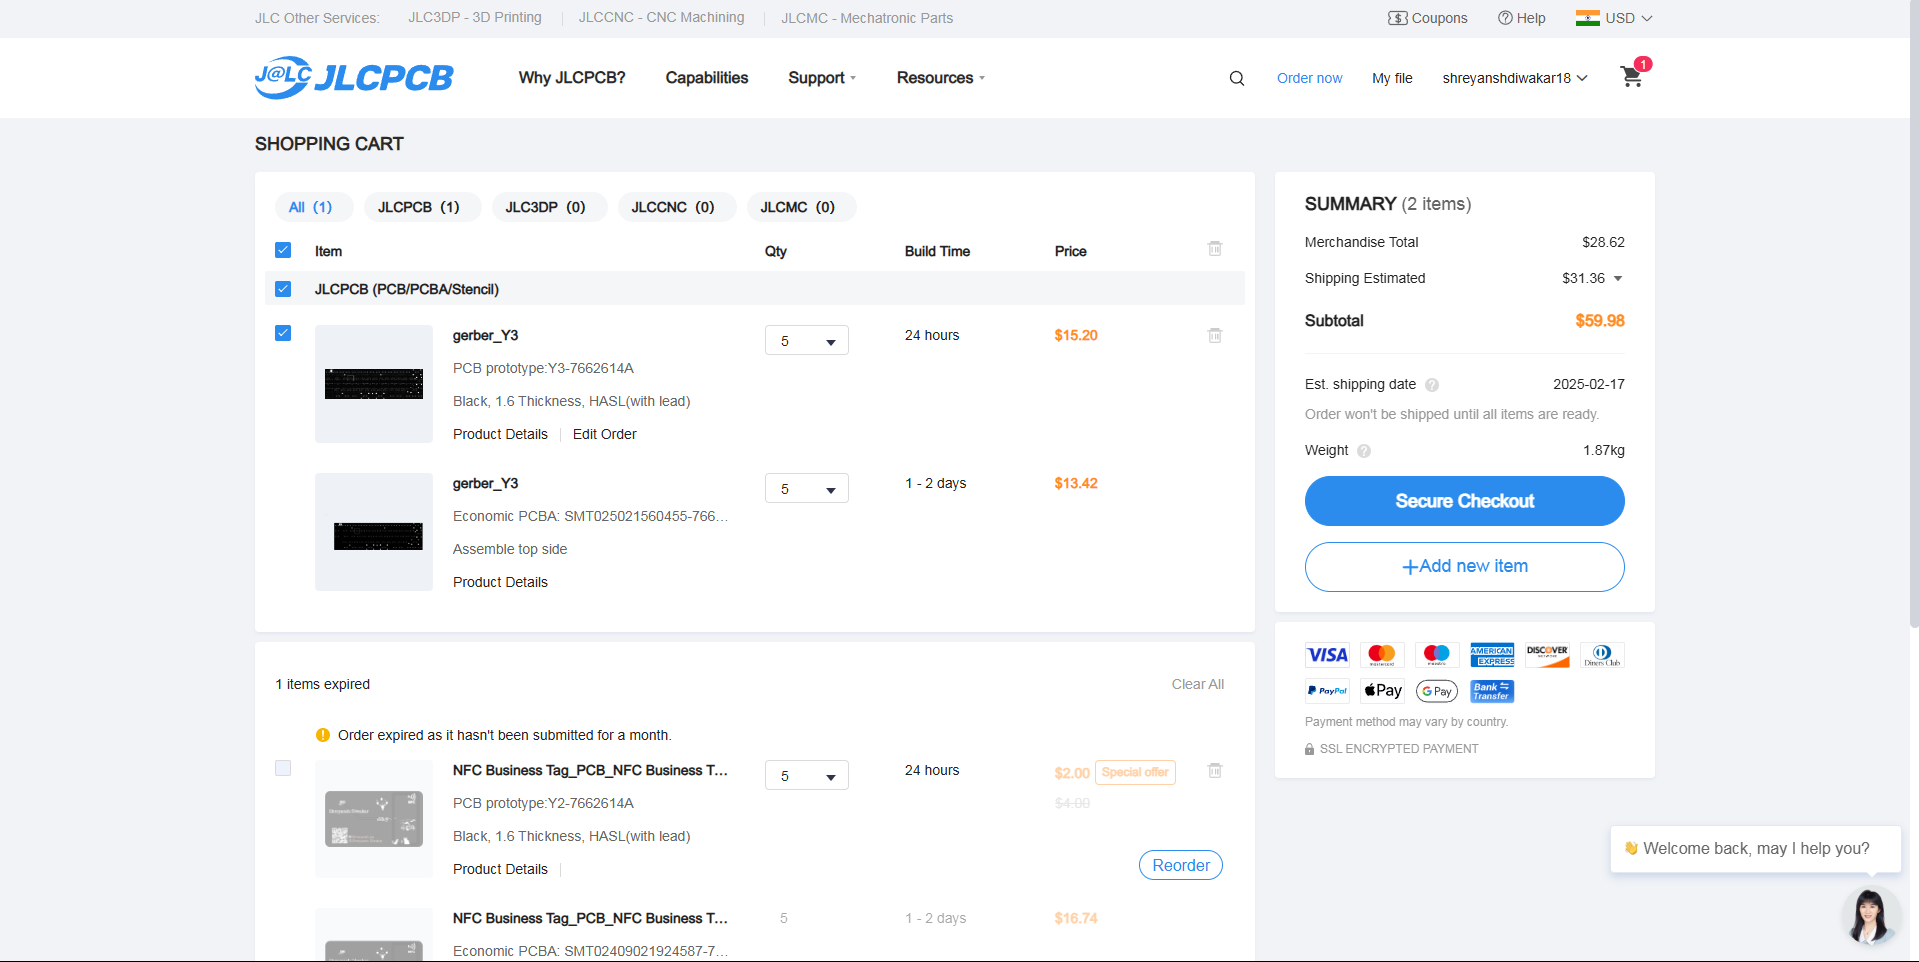 JLC Other Services: JLC3DP - 3D Printing JLCCNC - CNC Machining JLCMC - Mechatronic Parts
$ Coupons ? Help USD
J@LC JLCPCB
Why JLCPCB? Capabilities Support Resources
Order now My file shreyanshdiwakar18 1
SHOPPING CART
All (1) JLCPCB (1) JLC3DP (0) JLCCNC (0) JLCMC (0)
Item Qty Build Time Price
JLCPCB (PCB/PCBA/Stencil)
gerber_Y3 5 24 hours $15.20
PCB prototype:Y3-7662614A
Black, 1.6 Thickness, HASL(with lead)
Product Details Edit Order
gerber_Y3 5 1 - 2 days $13.42
Economic PCBA: SMT025021560455-766...
Assemble top side
Product Details
SUMMARY (2 items)
Merchandise Total $28.62
Shipping Estimated $31.36
Subtotal $59.98
Est. shipping date ? 2025-02-17
Order won't be shipped until all items are ready.
Weight ? 1.87kg
Secure Checkout
+Add new item
VISA mastercard maestro AMERICAN EXPRESS DISCOVER NETWORK Diners Club
PayPal Pay G Pay Bank Transfer
Payment method may vary by country.
SSL ENCRYPTED PAYMENT
1 items expired Clear All
! Order expired as it hasn't been submitted for a month.
NFC Business Tag_PCB_NFC Business T... 5 24 hours $2.00 Special offer
$4.00
PCB prototype:Y2-7662614A
Black, 1.6 Thickness, HASL(with lead)
Product Details
Reorder
NFC Business Tag_PCB_NFC Business T... 5 1 - 2 days $16.74
Economic PCBA: SMT02409021924587-7...
👋 Welcome back, may I help you?